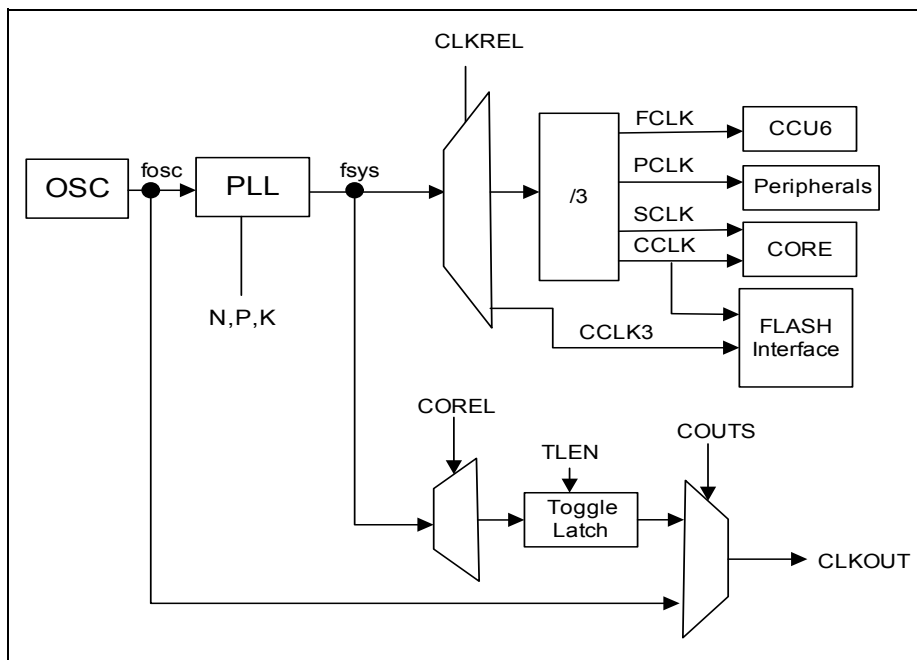 CLKREL
FCLK
CCU6
OSC
fosc
PLL
fsys
/3
PCLK
Peripherals
SCLK
CCLK
CORE
N,P,K
CCLK3
FLASH
Interface
COREL
TLEN
COUTS
Toggle
Latch
CLKOUT